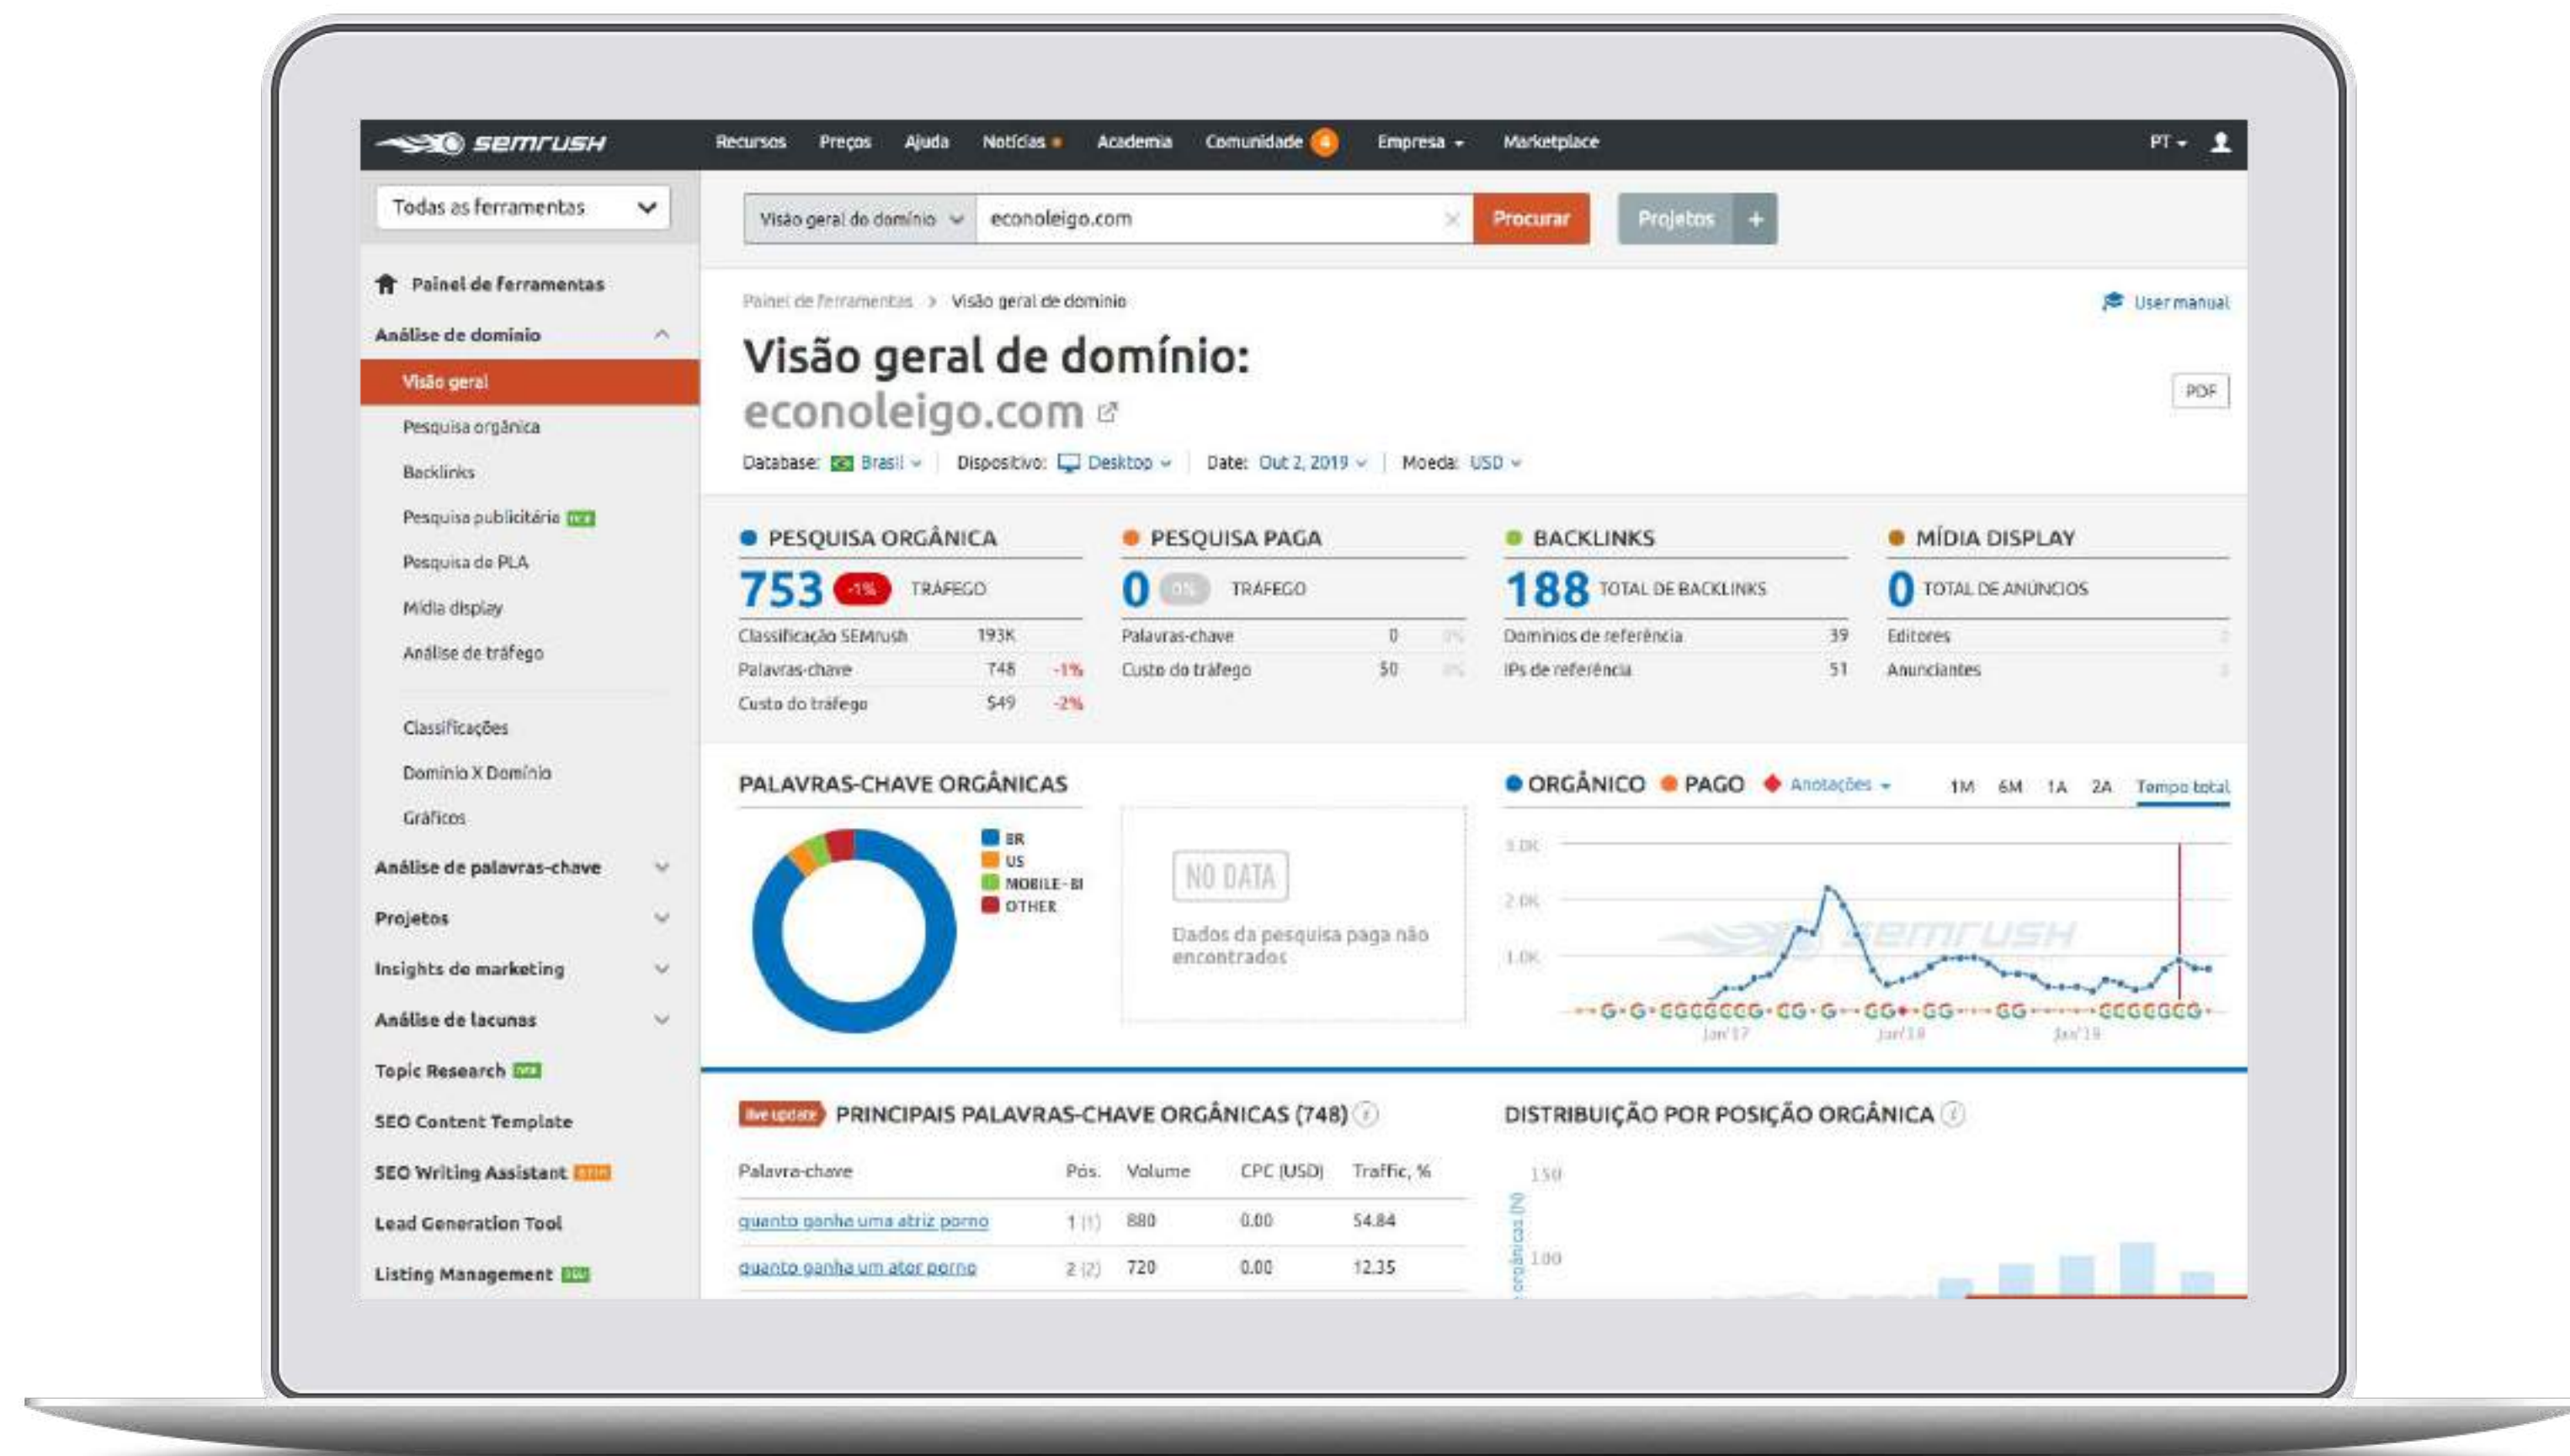 semrush
Recursos Preços Ajuda Notícias Academia Comunidade 4 Empresa Marketplace PT
Todas as ferramentas
Visão geral do domínio econoleigo.com Procurar Projetos +
Painel de ferramentas
Análise de domínio
Visão geral
Pesquisa orgânica
Backlinks
Pesquisa publicitária new
Pesquisa de PLA
Mídia display
Análise de tráfego
Classificações
Domínio X Domínio
Gráficos
Análise de palavras-chave
Projetos
Insights de marketing
Análise de lacunas
Topic Research new
SEO Content Template
SEO Writing Assistant
Lead Generation Tool
Listing Management new
Painel de ferramentas > Visão geral de domínio
User manual
Visão geral de domínio:
econoleigo.com
PDF
Database: Brasil Dispositivo: Desktop Date: Out 2, 2019 Moeda: USD
PESQUISA ORGÂNICA
753 -1% TRÁFEGO
Classificação SEMrush 193K
Palavras-chave 748 -1%
Custo do tráfego $49 -2%
PESQUISA PAGA
0 0% TRÁFEGO
Palavras-chave 0 0%
Custo do tráfego $0 0%
BACKLINKS
188 TOTAL DE BACKLINKS
Domínios de referência 39
IPs de referência 51
MÍDIA DISPLAY
0 TOTAL DE ANÚNCIOS
Editores 0
Anunciantes 0
PALAVRAS-CHAVE ORGÂNICAS
BR
US
MOBILE-BI
OTHER
NO DATA
Dados da pesquisa paga não
encontrados
ORGÂNICO PAGO Anotações 1M 6M 1A 2A Tempo total
3.0K
2.0K
semrush
1.0K
Jan'17 Jan'18 Jan'19
live update PRINCIPAIS PALAVRAS-CHAVE ORGÂNICAS (748) i
Palavra-chave Pós. Volume CPC (USD) Traffic, %
quanto ganha uma atriz porno 1 (1) 880 0.00 54.84
quanto ganha um ator porno 2 (2) 720 0.00 12.35
DISTRIBUIÇÃO POR POSIÇÃO ORGÂNICA i
150
100
orgânicas (N)